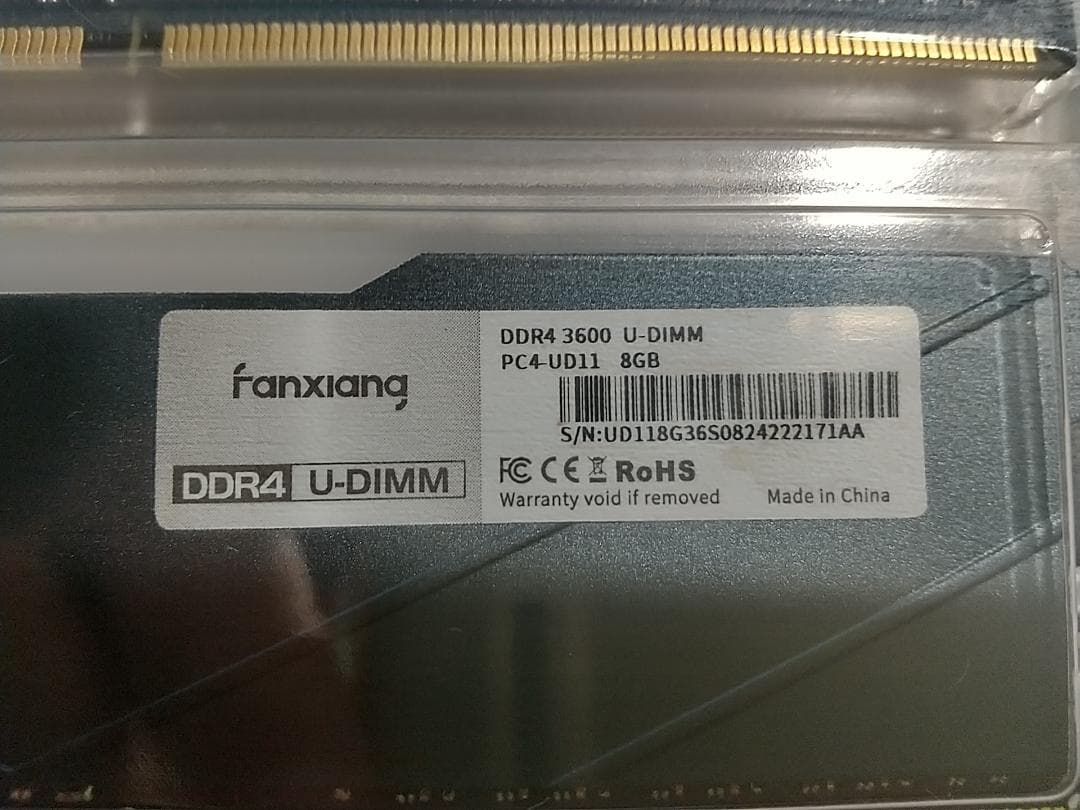 fanxiang
DDR4 U-DIMM
DDR4 3600 U-DIMM
PC4-UD11 8GB
S/N:UD118G36S0824222171AA
FC CE RoHS
Warranty void if removed Made in China